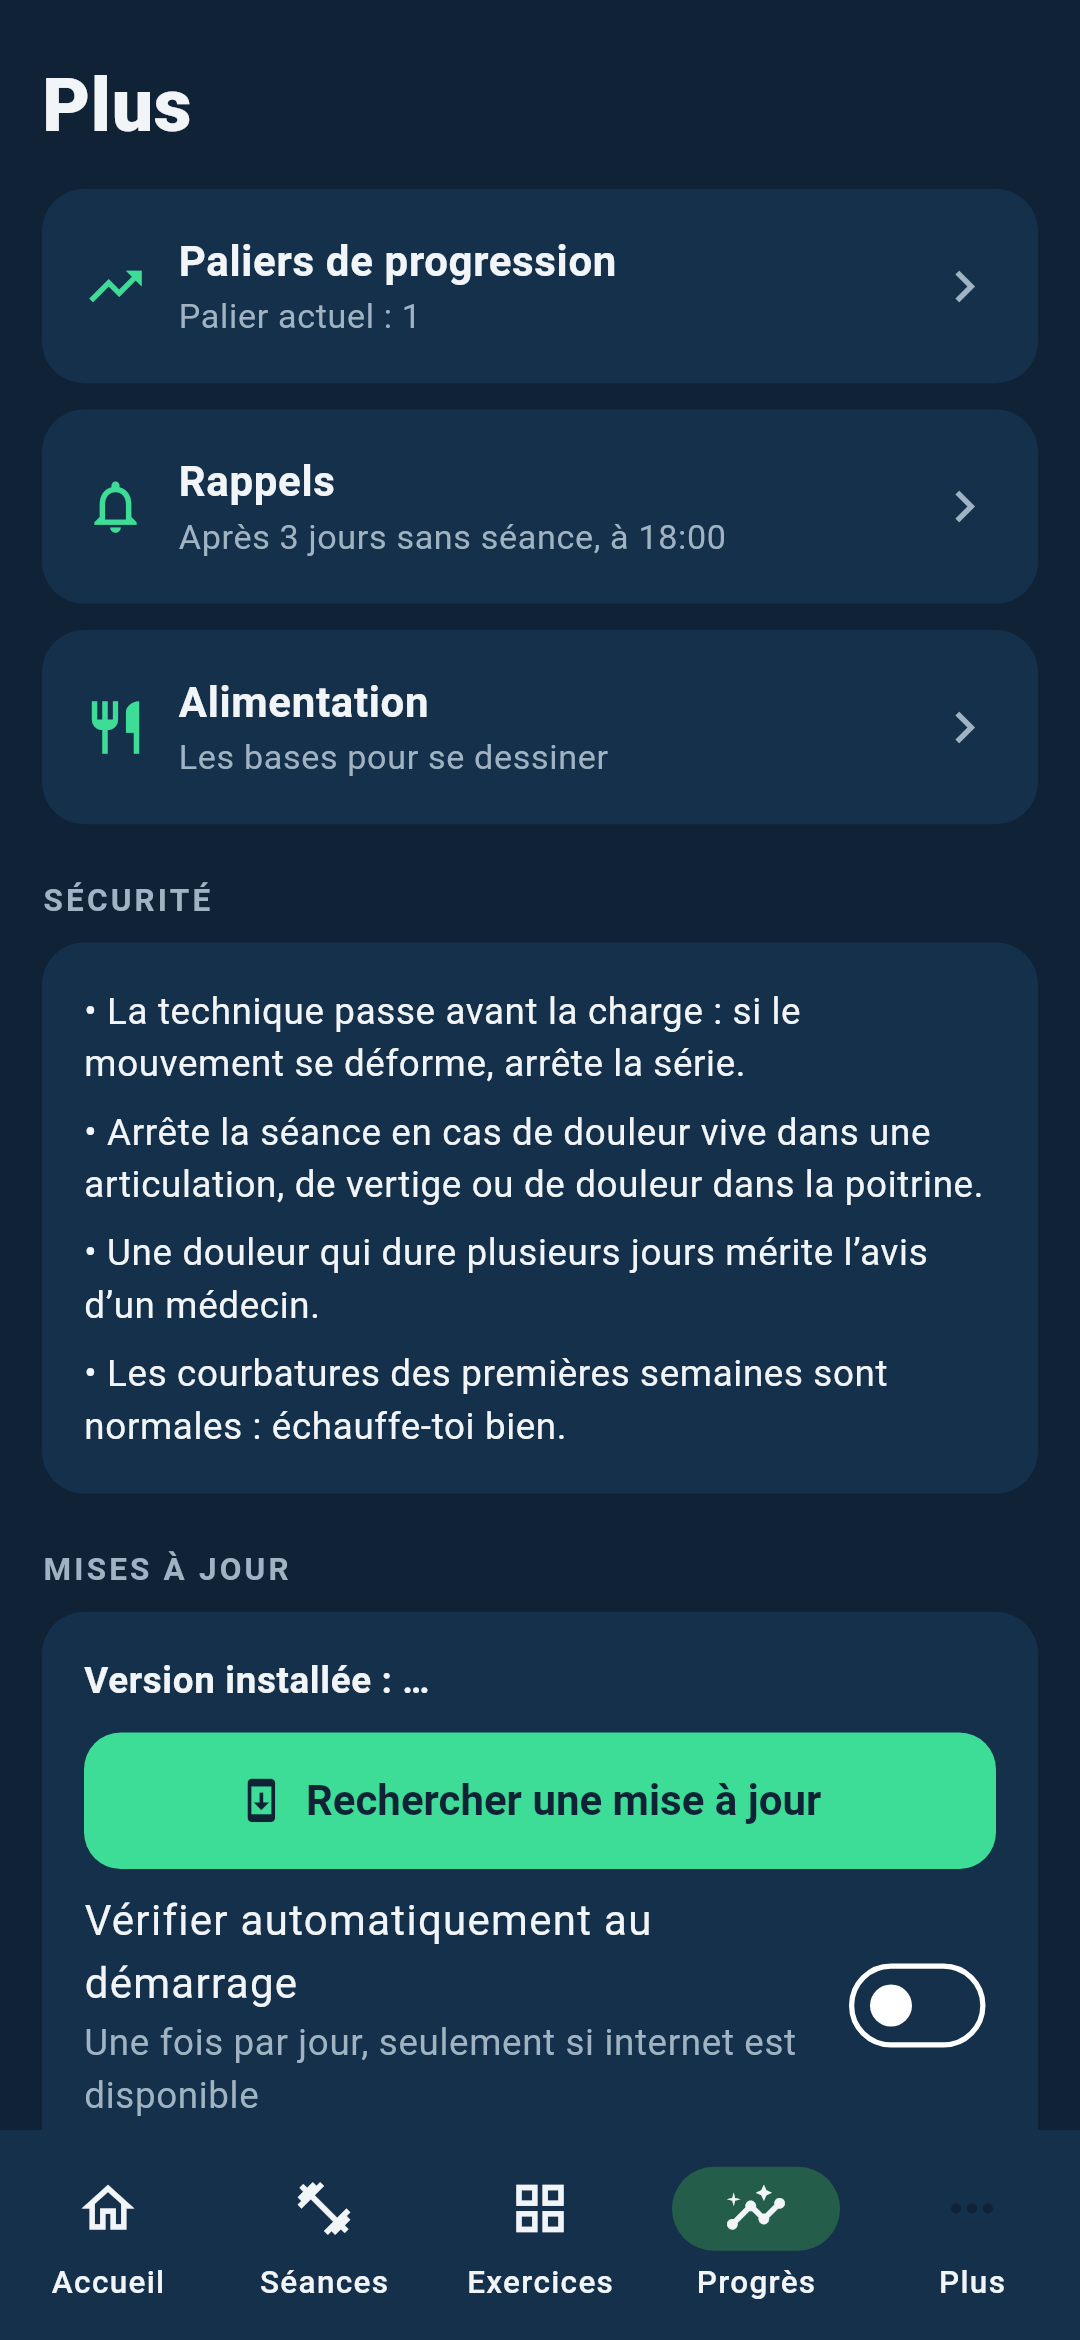 Plus
Paliers de progression
Palier actuel : 1
Rappels
Après 3 jours sans séance, à 18:00
Alimentation
Les bases pour se dessiner
SÉCURITÉ
• La technique passe avant la charge : si le
mouvement se déforme, arrête la série.
• Arrête la séance en cas de douleur vive dans une
articulation, de vertige ou de douleur dans la poitrine.
• Une douleur qui dure plusieurs jours mérite l’avis
d’un médecin.
• Les courbatures des premières semaines sont
normales : échauffe-toi bien.
MISES À JOUR
Version installée : …
Rechercher une mise à jour
Vérifier automatiquement au
démarrage
Une fois par jour, seulement si internet est
disponible
Accueil
Séances
Exercices
Progrès
Plus